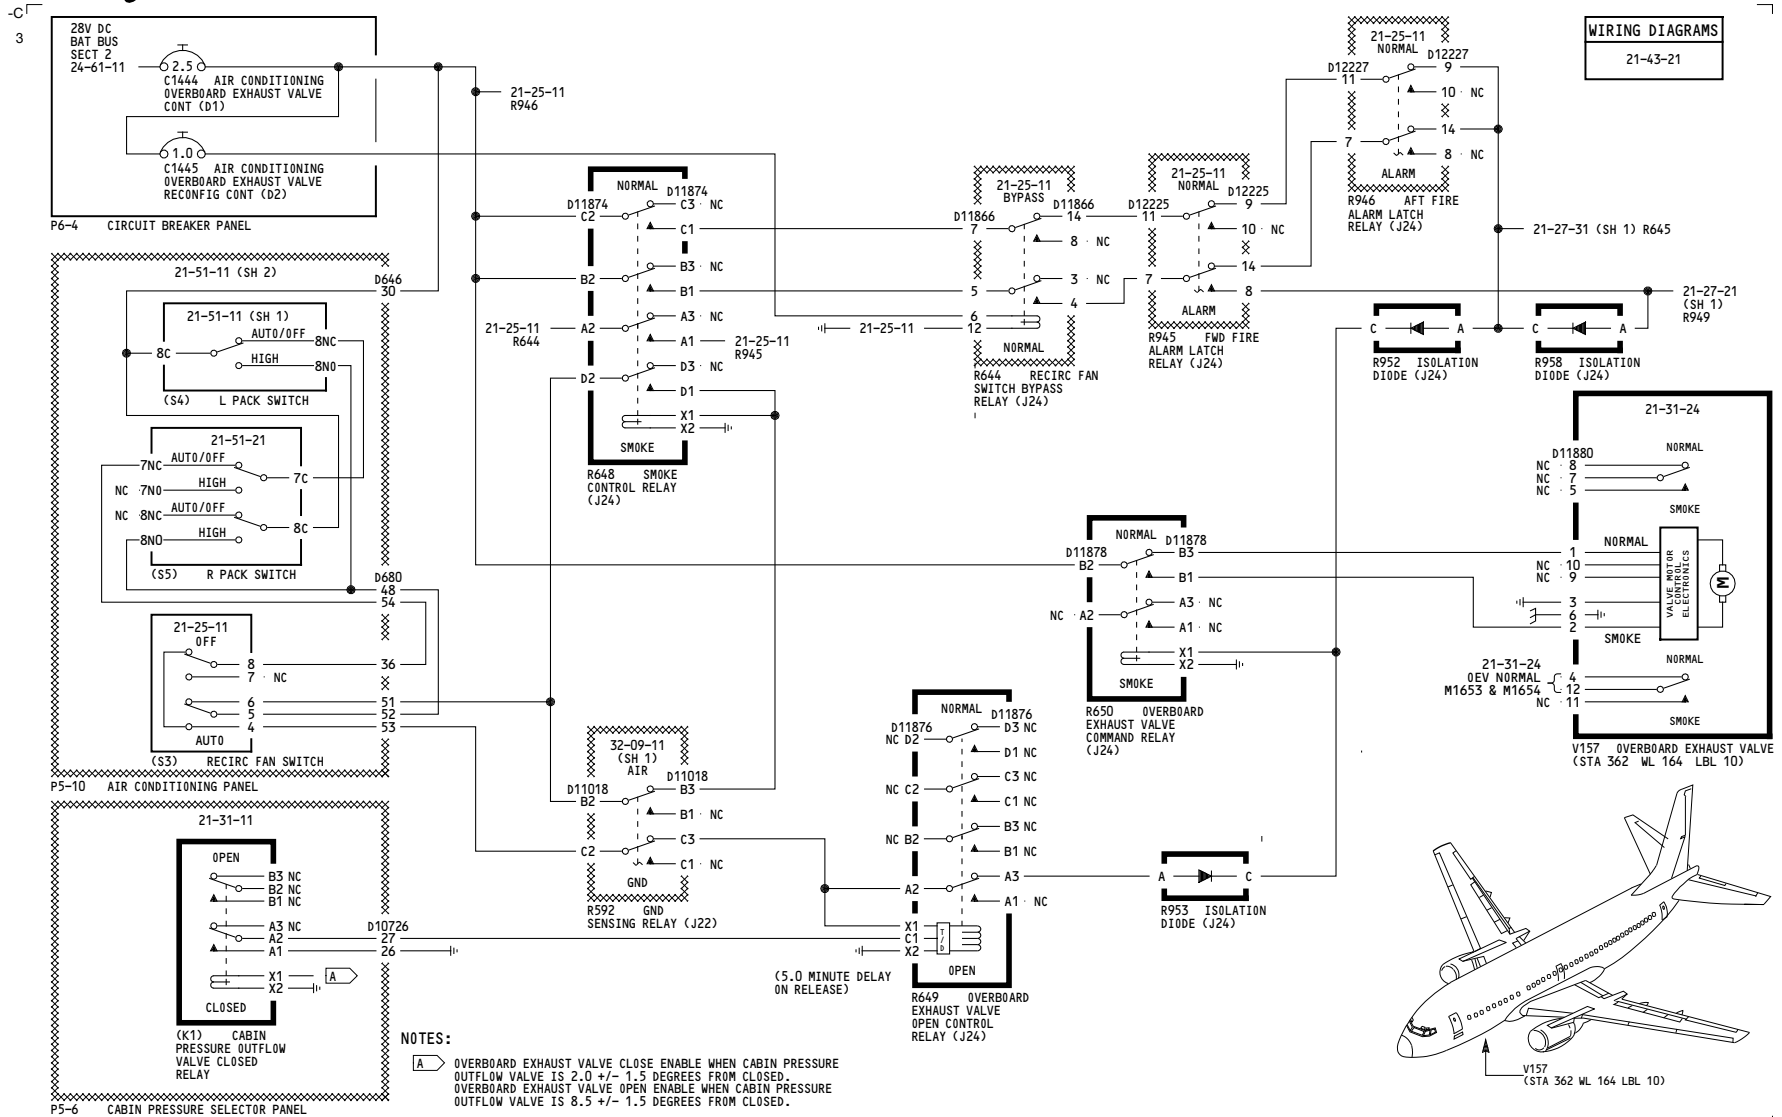 -C
3
28V DC
BAT BUS
SECT 2
24-61-11
2.5
C1444 AIR CONDITIONING
OVERBOARD EXHAUST VALVE
CONT (D1)
1.0
C1445 AIR CONDITIONING
OVERBOARD EXHAUST VALVE
RECONFIG CONT (D2)
P6-4 CIRCUIT BREAKER PANEL
21-25-11
R946
WIRING DIAGRAMS
21-43-21
21-51-11 (SH 2)
D646
30
21-51-11 (SH 1)
AUTO/OFF
8NC
8C
HIGH
8NO
(S4) L PACK SWITCH
21-51-21
7NC AUTO/OFF
7C
NC 7NO HIGH
NC 8NC AUTO/OFF
8C
8NO HIGH
(S5) R PACK SWITCH
D680
48
54
21-25-11
OFF
8
36
7 NC
6 51
5 52
4 53
AUTO
(S3) RECIRC FAN SWITCH
P5-10 AIR CONDITIONING PANEL
21-31-11
OPEN
B3 NC
B2 NC
B1 NC
A3 NC
D10726
A2 27
A1 26
X1 A
X2
CLOSED
(K1) CABIN
PRESSURE OUTFLOW
VALVE CLOSED
RELAY
P5-6 CABIN PRESSURE SELECTOR PANEL
NORMAL
D11874
D11874
C3 NC
C2
C1
B3 NC
B2
B1
A3 NC
21-25-11
R644
A2
A1
21-25-11
R945
D3 NC
D2
D1
X1
X2
SMOKE
R648 SMOKE
CONTROL RELAY
(J24)
32-09-11
(SH 1)
AIR
D11018
D11018
B3
B2
B1 NC
C3
C2
C1 NC
GND
R592 GND
SENSING RELAY (J22)
21-25-11
BYPASS
D11866
D11866
14
7
8 NC
3 NC
5
4
6
21-25-11
12
NORMAL
R644 RECIRC FAN
SWITCH BYPASS
RELAY (J24)
21-25-11
NORMAL
D12225
D12225
9
11
10 NC
14
7
8
ALARM
R945 FWD FIRE
ALARM LATCH
RELAY (J24)
21-25-11
NORMAL
D12227
D12227
9
11
10 NC
14
7
8 NC
ALARM
R946 AFT FIRE
ALARM LATCH
RELAY (J24)
21-27-31 (SH 1) R645
21-27-21
(SH 1)
R949
C A
R952 ISOLATION
DIODE (J24)
C A
R958 ISOLATION
DIODE (J24)
NORMAL
D11878
D11878
B3
B2
B1
A3 NC
NC A2
A1 NC
X1
X2
SMOKE
R650 OVERBOARD
EXHAUST VALVE
COMMAND RELAY
(J24)
NORMAL
D11876
D11876
D3 NC
NC D2
D1 NC
C3 NC
NC C2
C1 NC
B3 NC
NC B2
B1 NC
A3
A2
A1 NC
X1
C1
X2
T/D
OPEN
(5.0 MINUTE DELAY
ON RELEASE)
R649 OVERBOARD
EXHAUST VALVE
OPEN CONTROL
RELAY (J24)
A C
R953 ISOLATION
DIODE (J24)
21-31-24
NORMAL
D11880
NC 8
NC 7
NC 5
SMOKE
1 NORMAL
NC 10
NC 9
3
6
2
SMOKE
VALVE MOTOR
CONTROL
ELECTRONICS
M
NORMAL
21-31-24
OEV NORMAL
M1653 & M1654
4
12
NC 11
SMOKE
V157 OVERBOARD EXHAUST VALVE
(STA 362 WL 164 LBL 10)
V157
(STA 362 WL 164 LBL 10)
NOTES:
A OVERBOARD EXHAUST VALVE CLOSE ENABLE WHEN CABIN PRESSURE
OUTFLOW VALVE IS 2.0 +/- 1.5 DEGREES FROM CLOSED.
OVERBOARD EXHAUST VALVE OPEN ENABLE WHEN CABIN PRESSURE
OUTFLOW VALVE IS 8.5 +/- 1.5 DEGREES FROM CLOSED.